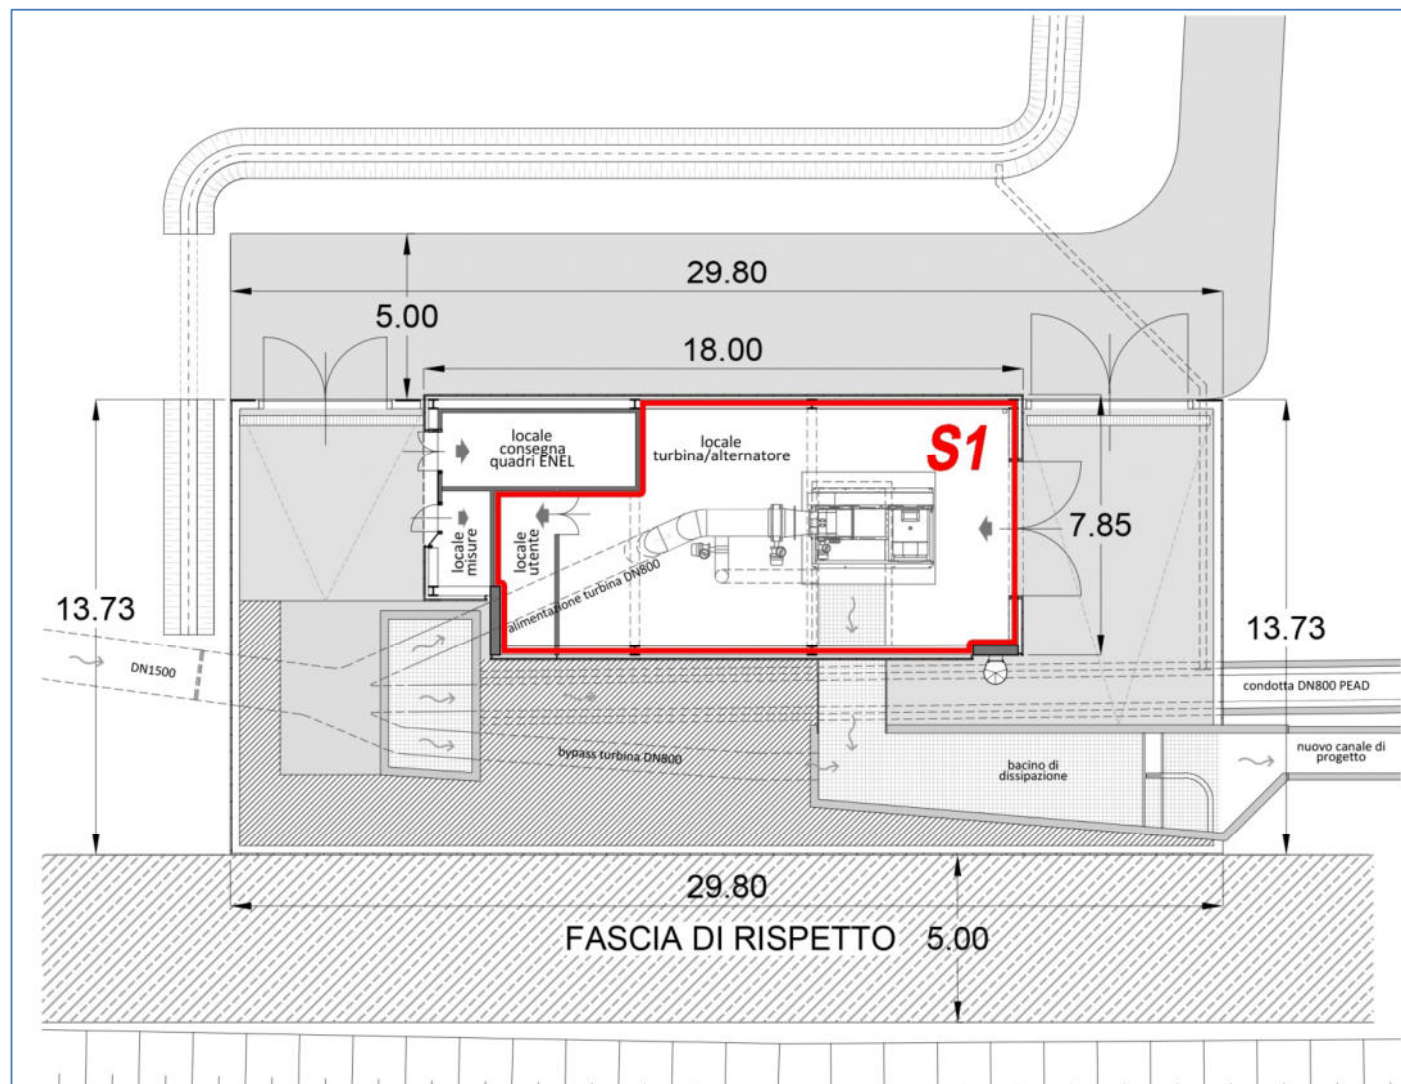 29.80
5.00
18.00
locale
consegna
quadri ENEL
locale
turbina/alternatore
S1
locale
misure
locale
utente
7.85
alimentazione turbina DN800
13.73
13.73
DN1500
condotta DN800 PEAD
bypass turbina DN800
bacino di
dissipazione
nuovo canale di
progetto
29.80
FASCIA DI RISPETTO 5.00